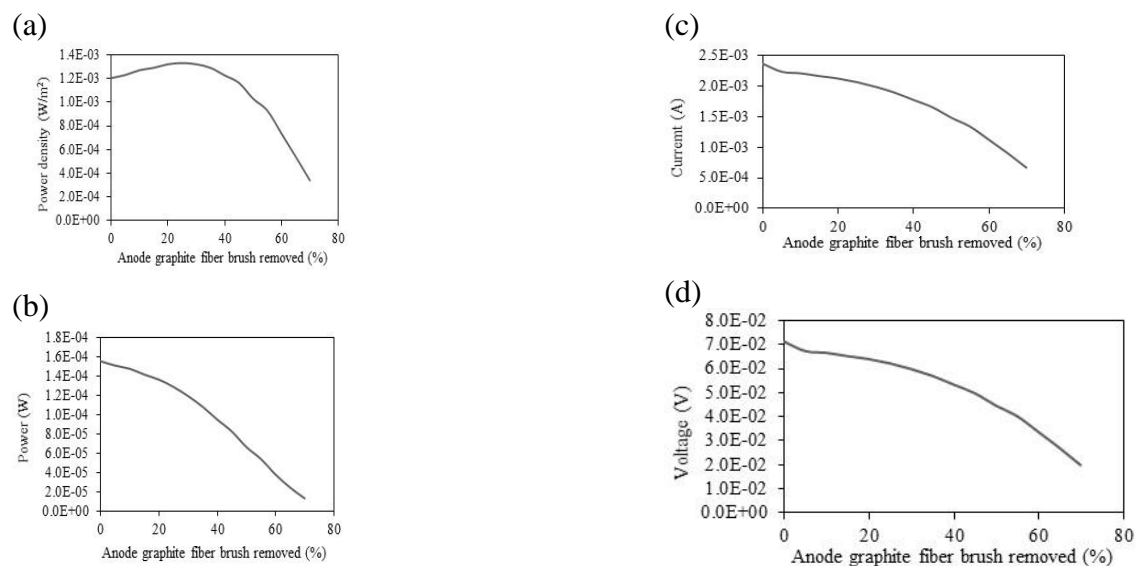 (a)
Power density (W/m²)
1.4E-03
1.2E-03
1.0E-03
8.0E-04
6.0E-04
4.0E-04
2.0E-04
0.0E+00
0 20 40 60 80
Anode graphite fiber brush removed (%)
(b)
Power (W)
1.8E-04
1.6E-04
1.4E-04
1.2E-04
1.0E-04
8.0E-05
6.0E-05
4.0E-05
2.0E-05
0.0E+00
0 20 40 60 80
Anode graphite fiber brush removed (%)
(c)
Curremt (A)
2.5E-03
2.0E-03
1.5E-03
1.0E-03
5.0E-04
0.0E+00
0 20 40 60 80
Anode graphite fiber brush removed (%)
(d)
Voltage (V)
8.0E-02
7.0E-02
6.0E-02
5.0E-02
4.0E-02
3.0E-02
2.0E-02
1.0E-02
0.0E+00
0 20 40 60 80
Anode graphite fiber brush removed (%)